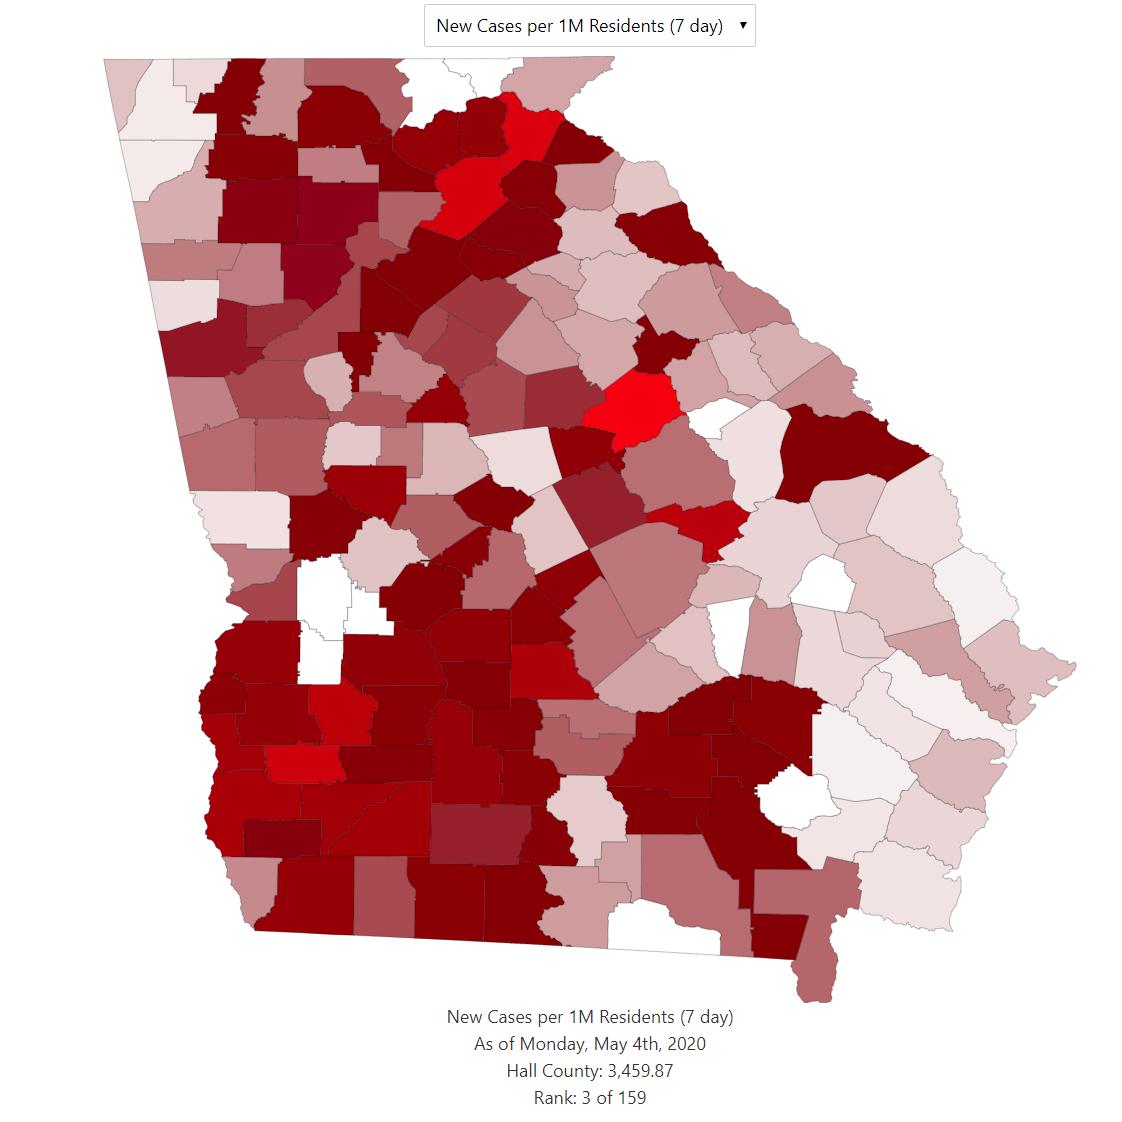 New Cases per 1M Residents (7 day)
New Cases per 1M Residents (7 day)
As of Monday, May 4th, 2020
Hall County: 3,459.87
Rank: 3 of 159